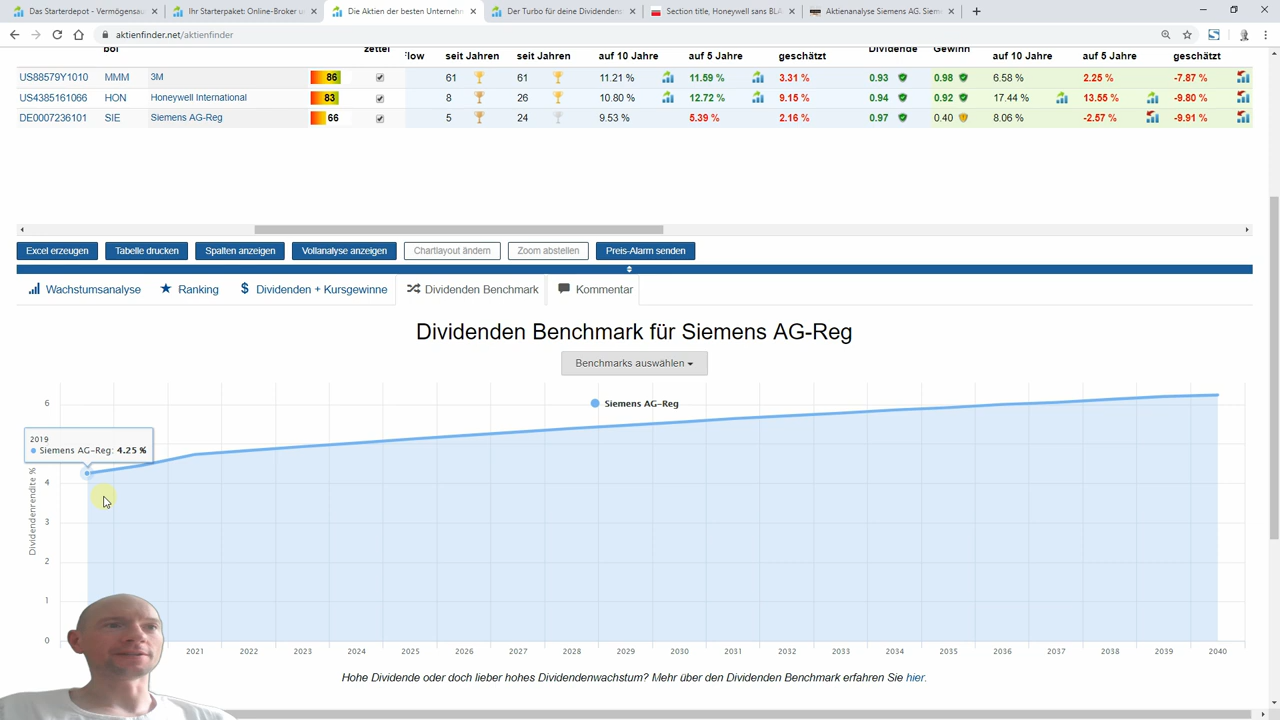 Das Starterdepot - Vermögensau
Ihr Starterpaket: Online-Broker u
Die Aktien der besten Unternehm
Der Turbo für deine Dividenden
Section title, Honeywell sans BLA
Aktienanalyse Siemens AG. Sieme
aktienfinder.net/aktienfinder
bol zettel flow seit Jahren seit Jahren auf 10 Jahre auf 5 Jahre geschätzt Dividende Gewinn auf 10 Jahre auf 5 Jahre geschätzt
US88579Y1010 MMM 3M 86 61 61 11.21 % 11.59 % 3.31 % 0.93 0.98 6.58 % 2.25 % -7.87 %
US4385161066 HON Honeywell International 83 8 26 10.80 % 12.72 % 9.15 % 0.94 0.92 17.44 % 13.55 % -9.80 %
DE0007236101 SIE Siemens AG-Reg 66 5 24 9.53 % 5.39 % 2.16 % 0.97 0.40 8.06 % -2.57 % -9.91 %
Excel erzeugen Tabelle drucken Spalten anzeigen Vollanalyse anzeigen Chartlayout ändern Zoom abstellen Preis-Alarm senden
Wachstumsanalyse Ranking Dividenden + Kursgewinne Dividenden Benchmark Kommentar
Dividenden Benchmark für Siemens AG-Reg
Benchmarks auswählen
Siemens AG-Reg
2019
Siemens AG-Reg: 4.25 %
Dividendenrendite %
6
4
3
2
1
0
2021 2022 2023 2024 2025 2026 2027 2028 2029 2030 2031 2032 2033 2034 2035 2036 2037 2038 2039 2040
Hohe Dividende oder doch lieber hohes Dividendenwachstum? Mehr über den Dividenden Benchmark erfahren Sie hier.